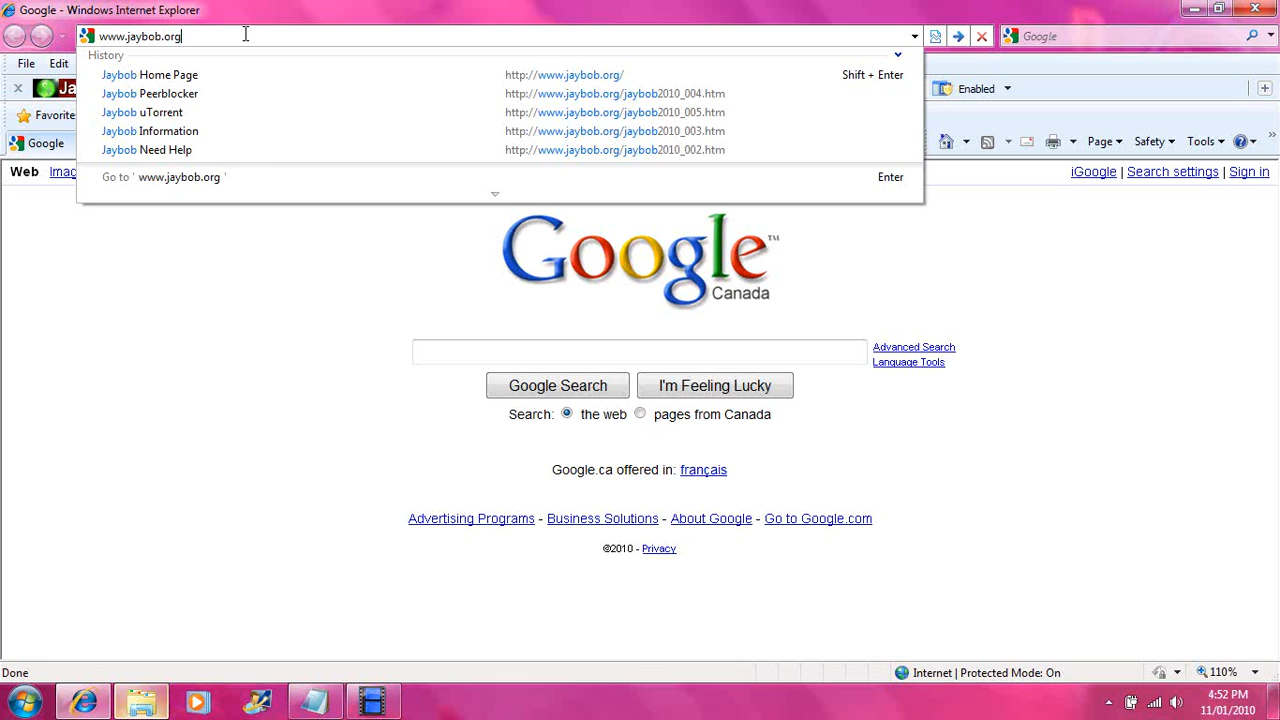 Google - Windows Internet Explorer
www.jaybob.org
Google
History
Jaybob Home Page http://www.jaybob.org/ Shift + Enter
Jaybob Peerblocker http://www.jaybob.org/jaybob2010_004.htm
Jaybob uTorrent http://www.jaybob.org/jaybob2010_005.htm
Jaybob Information http://www.jaybob.org/jaybob2010_003.htm
Jaybob Need Help http://www.jaybob.org/jaybob2010_002.htm
Go to ' www.jaybob.org ' Enter
File Edit
Ja Enabled
Favorite
Google Page Safety Tools
Web Imag iGoogle | Search settings | Sign in
Google™
Canada
Advanced Search
Language Tools
Google Search I'm Feeling Lucky
Search: the web pages from Canada
Google.ca offered in: français
Advertising Programs - Business Solutions - About Google - Go to Google.com
©2010 - Privacy
Done Internet | Protected Mode: On 110%
4:52 PM
11/01/2010